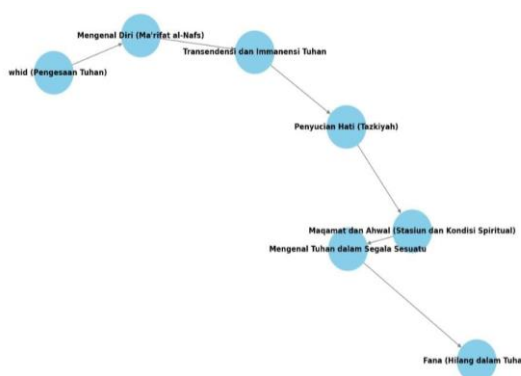 Mengenal Diri (Ma'rifat al-Nafs)
Transendensi dan Immanensi Tuhan
whid (Pengesaan Tuhan)
Penyucian Hati (Tazkiyah)
Maqamat dan Ahwal (Stasiun dan Kondisi Spiritual)
Mengenal Tuhan dalam Segala Sesuatu
Fana (Hilang dalam Tuha